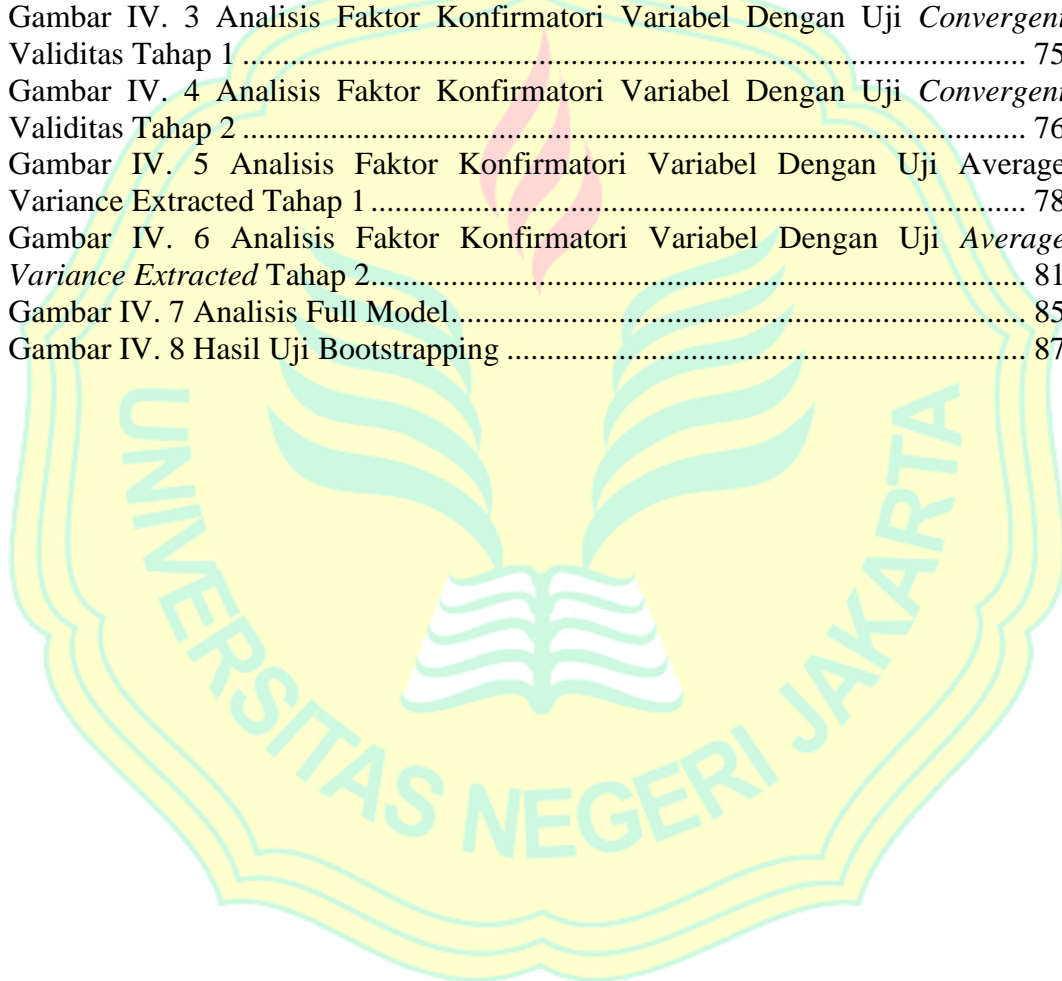 Gambar IV. 3 Analisis Faktor Konfirmatori Variabel Dengan Uji Convergent
Validitas Tahap 1 ........................................................................................................ 75
Gambar IV. 4 Analisis Faktor Konfirmatori Variabel Dengan Uji Convergent
Validitas Tahap 2 ........................................................................................................ 76
Gambar IV. 5 Analisis Faktor Konfirmatori Variabel Dengan Uji Average
Variance Extracted Tahap 1 ...................................................................................... 78
Gambar IV. 6 Analisis Faktor Konfirmatori Variabel Dengan Uji Average
Variance Extracted Tahap 2...................................................................................... 81
Gambar IV. 7 Analisis Full Model............................................................................ 85
Gambar IV. 8 Hasil Uji Bootstrapping ..................................................................... 87
UNIVERSITAS NEGERI JAKARTA